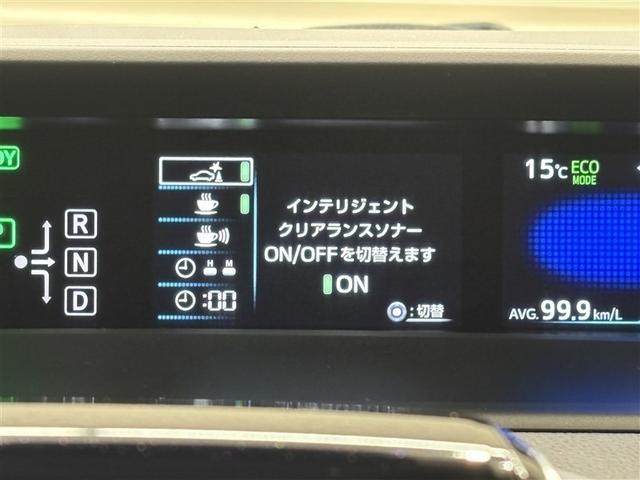 DY
P
R
N
D
H M
:00
インテリジェント
クリアランスソナー
ON/OFFを切替えます
ON
:切替
15℃ ECO
MODE
AVG. 99.9 km/L